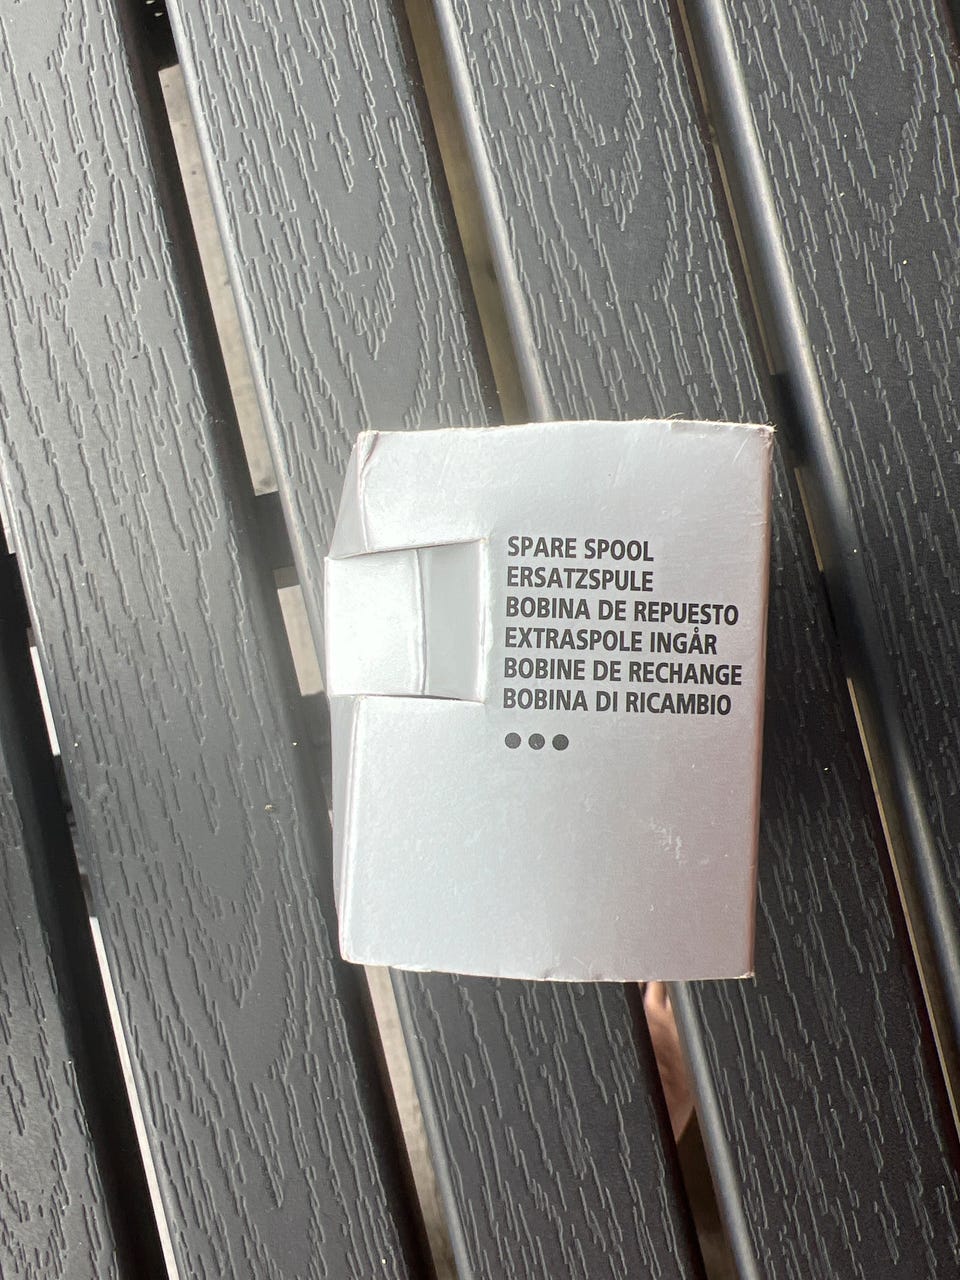 SPARE SPOOL
ERSATZSPULE
BOBINA DE REPUESTO
EXTRASPOLE INGÅR
BOBINE DE RECHANGE
BOBINA DI RICAMBIO